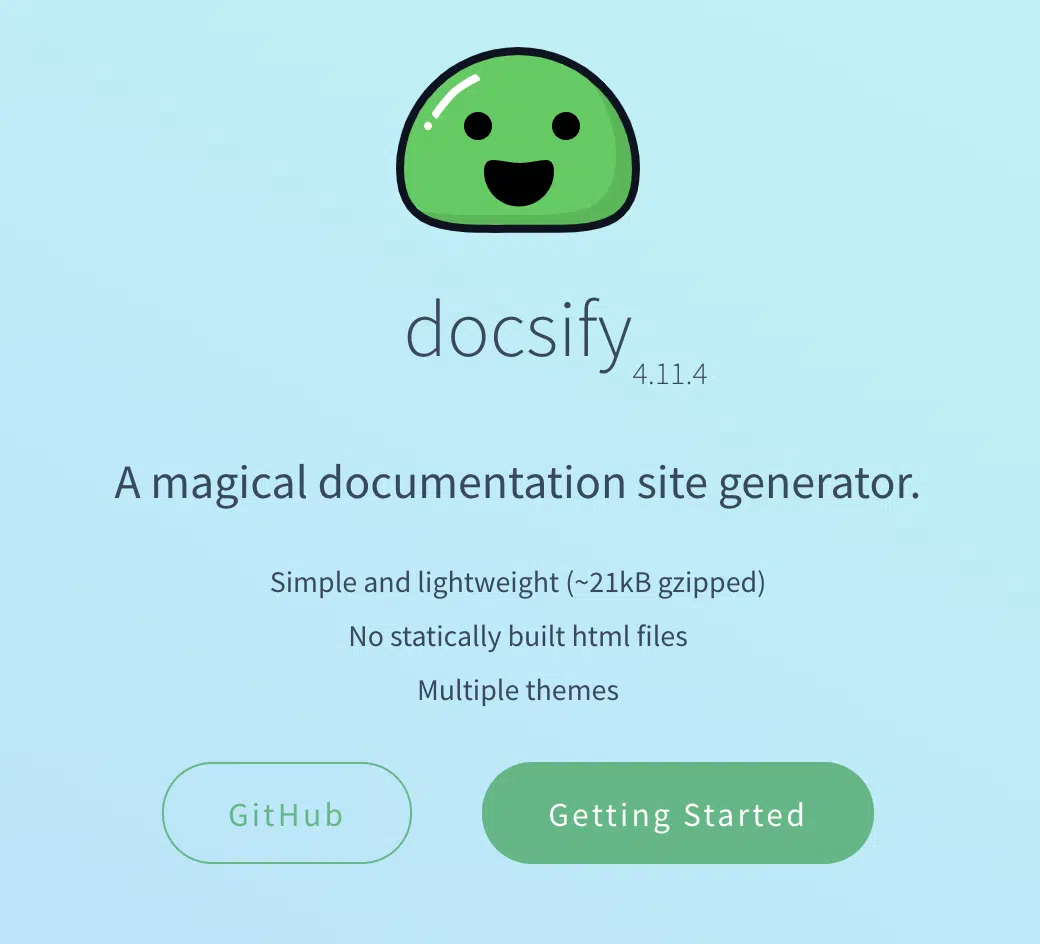 docsify
4.11.4
A magical documentation site generator.
Simple and lightweight (~21kB gzipped)
No statically built html files
Multiple themes
GitHub
Getting Started